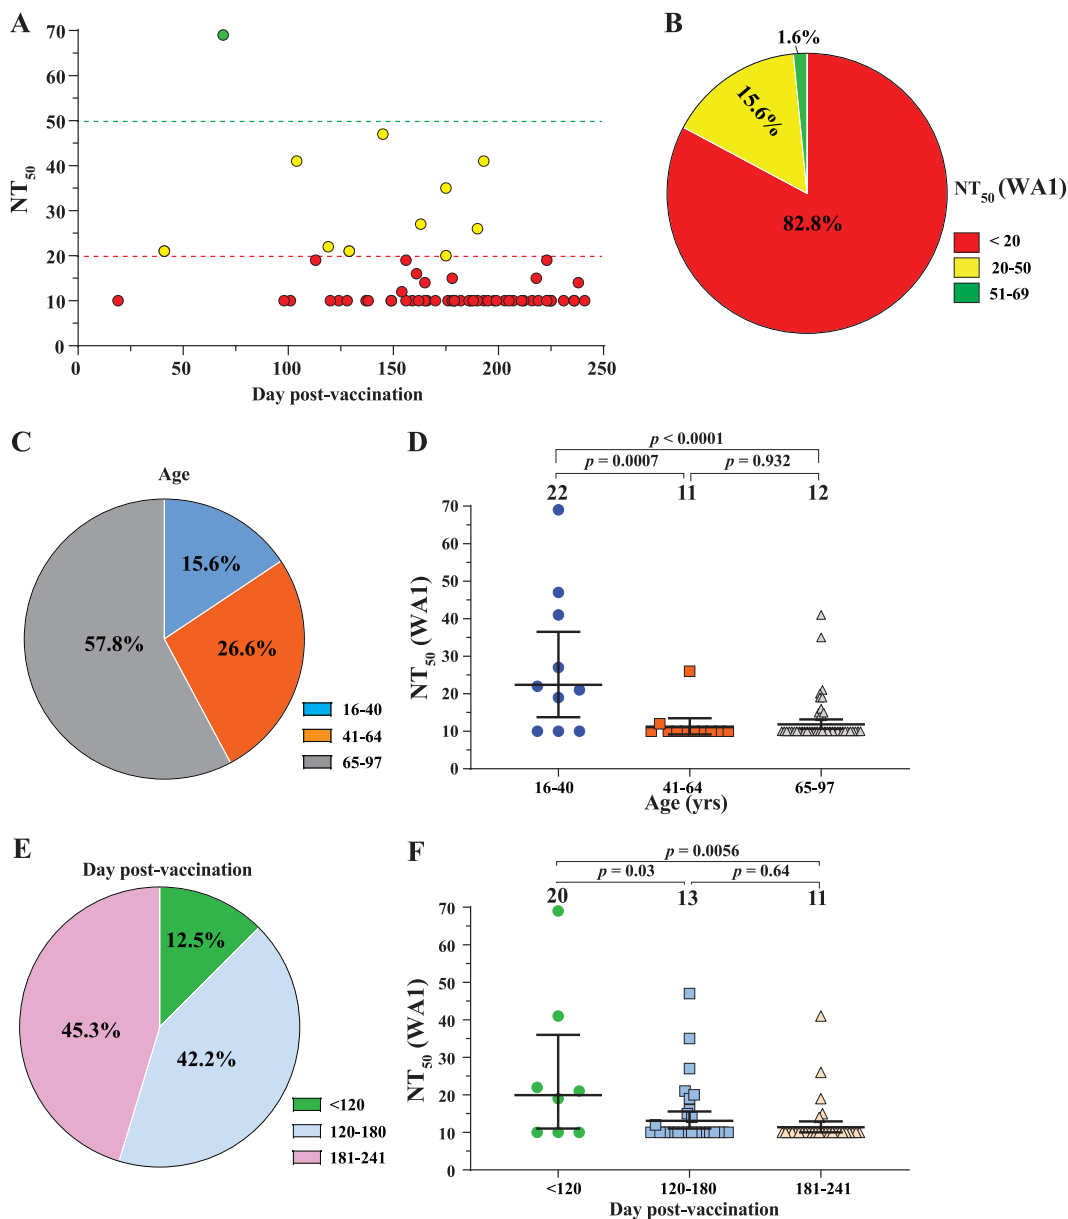 A
NT50
70
60
50
40
30
20
10
0
0
50
100
150
200
250
Day post-vaccination
B
1.6%
15.6%
82.8%
NT50 (WA1)
< 20
20-50
51-69
C
Age
15.6%
26.6%
57.8%
16-40
41-64
65-97
D
p < 0.0001
p = 0.0007
p = 0.932
22
11
12
NT50 (WA1)
70
60
50
40
30
20
10
0
16-40
41-64
65-97
Age (yrs)
E
Day post-vaccination
12.5%
42.2%
45.3%
<120
120-180
181-241
F
p = 0.0056
p = 0.03
p = 0.64
20
13
11
NT50 (WA1)
70
60
50
40
30
20
10
0
<120
120-180
181-241
Day post-vaccination